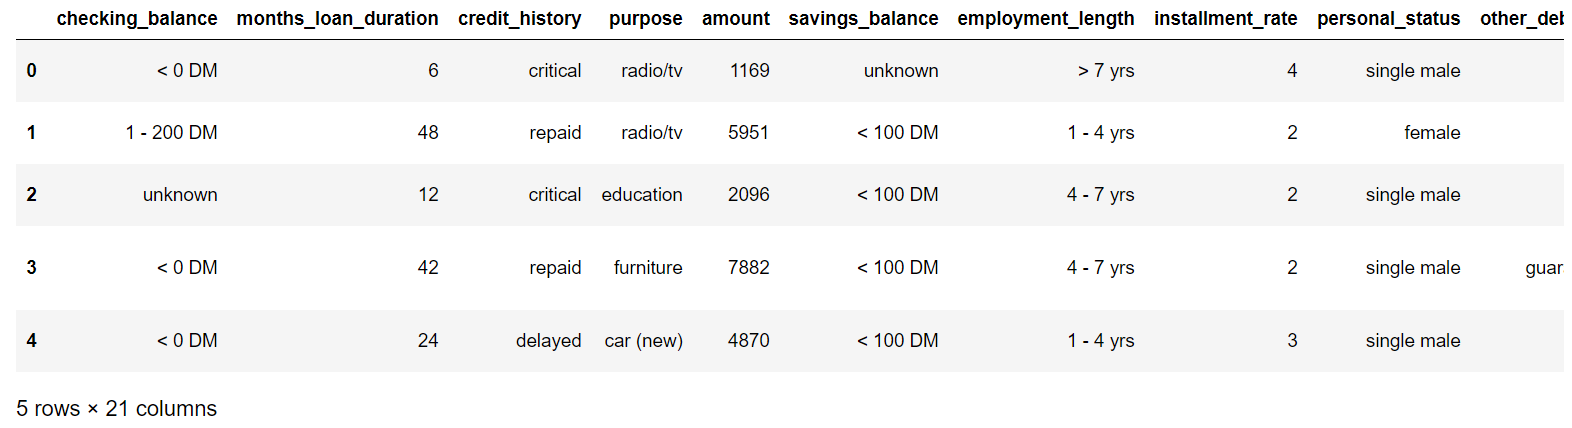 checking_balance months_loan_duration credit_history purpose amount savings_balance employment_length installment_rate personal_status other_deb
0 < 0 DM 6 critical radio/tv 1169 unknown > 7 yrs 4 single male
1 1 - 200 DM 48 repaid radio/tv 5951 < 100 DM 1 - 4 yrs 2 female
2 unknown 12 critical education 2096 < 100 DM 4 - 7 yrs 2 single male
3 < 0 DM 42 repaid furniture 7882 < 100 DM 4 - 7 yrs 2 single male guar
4 < 0 DM 24 delayed car (new) 4870 < 100 DM 1 - 4 yrs 3 single male
5 rows × 21 columns